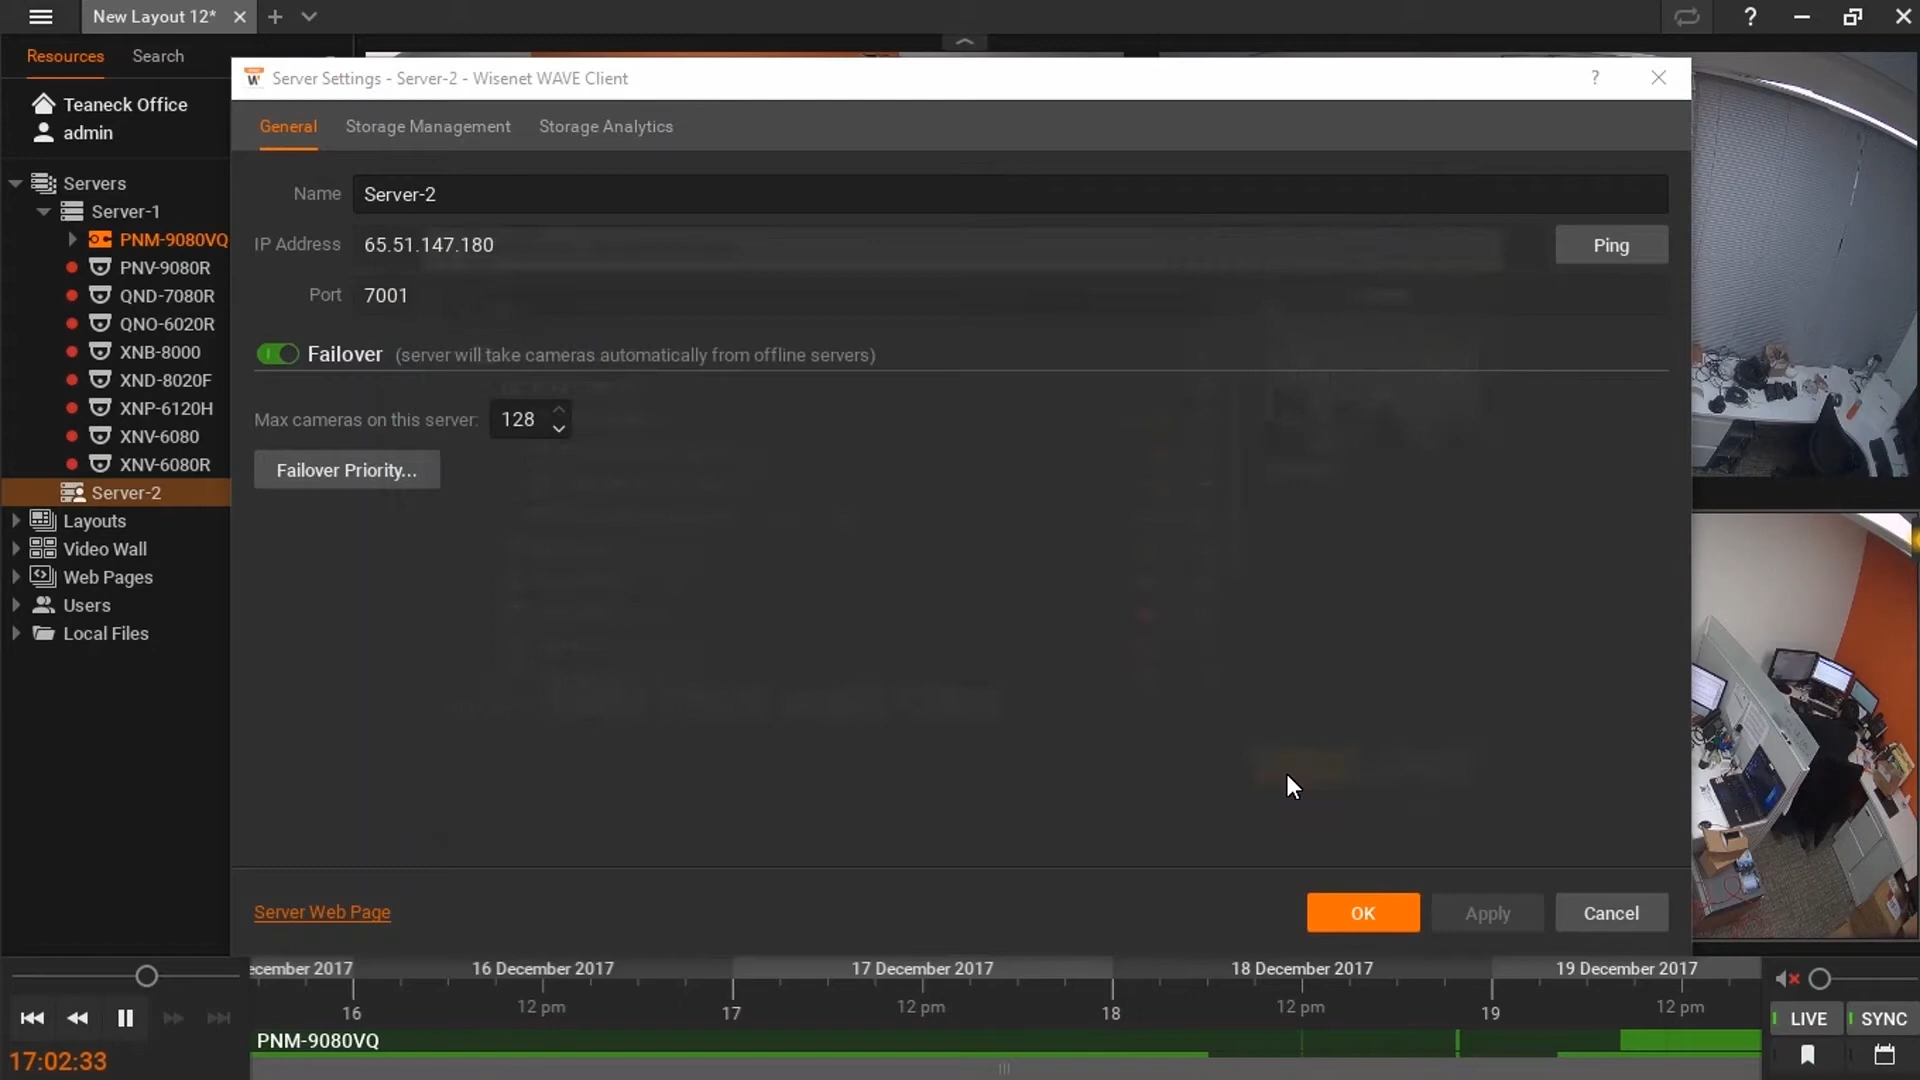 New Layout 12*
Resources
Search
Server Settings - Server-2 - Wisenet WAVE Client
?
Teaneck Office
admin
General
Storage Management
Storage Analytics
Servers
Server-1
PNM-9080VQ
PNV-9080R
QND-7080R
QNO-6020R
XNB-8000
XND-8020F
XNP-6120H
XNV-6080
XNV-6080R
Server-2
Layouts
Video Wall
Web Pages
Users
Local Files
Name
Server-2
IP Address
65.51.147.180
Ping
Port
7001
Failover
(server will take cameras automatically from offline servers)
Max cameras on this server:
128
Failover Priority...
Server Web Page
OK
Apply
Cancel
ecember 2017
16 December 2017
17 December 2017
18 December 2017
19 December 2017
16
12 pm
17
12 pm
18
12 pm
19
12 pm
PNM-9080VQ
17:02:33
LIVE
SYNC